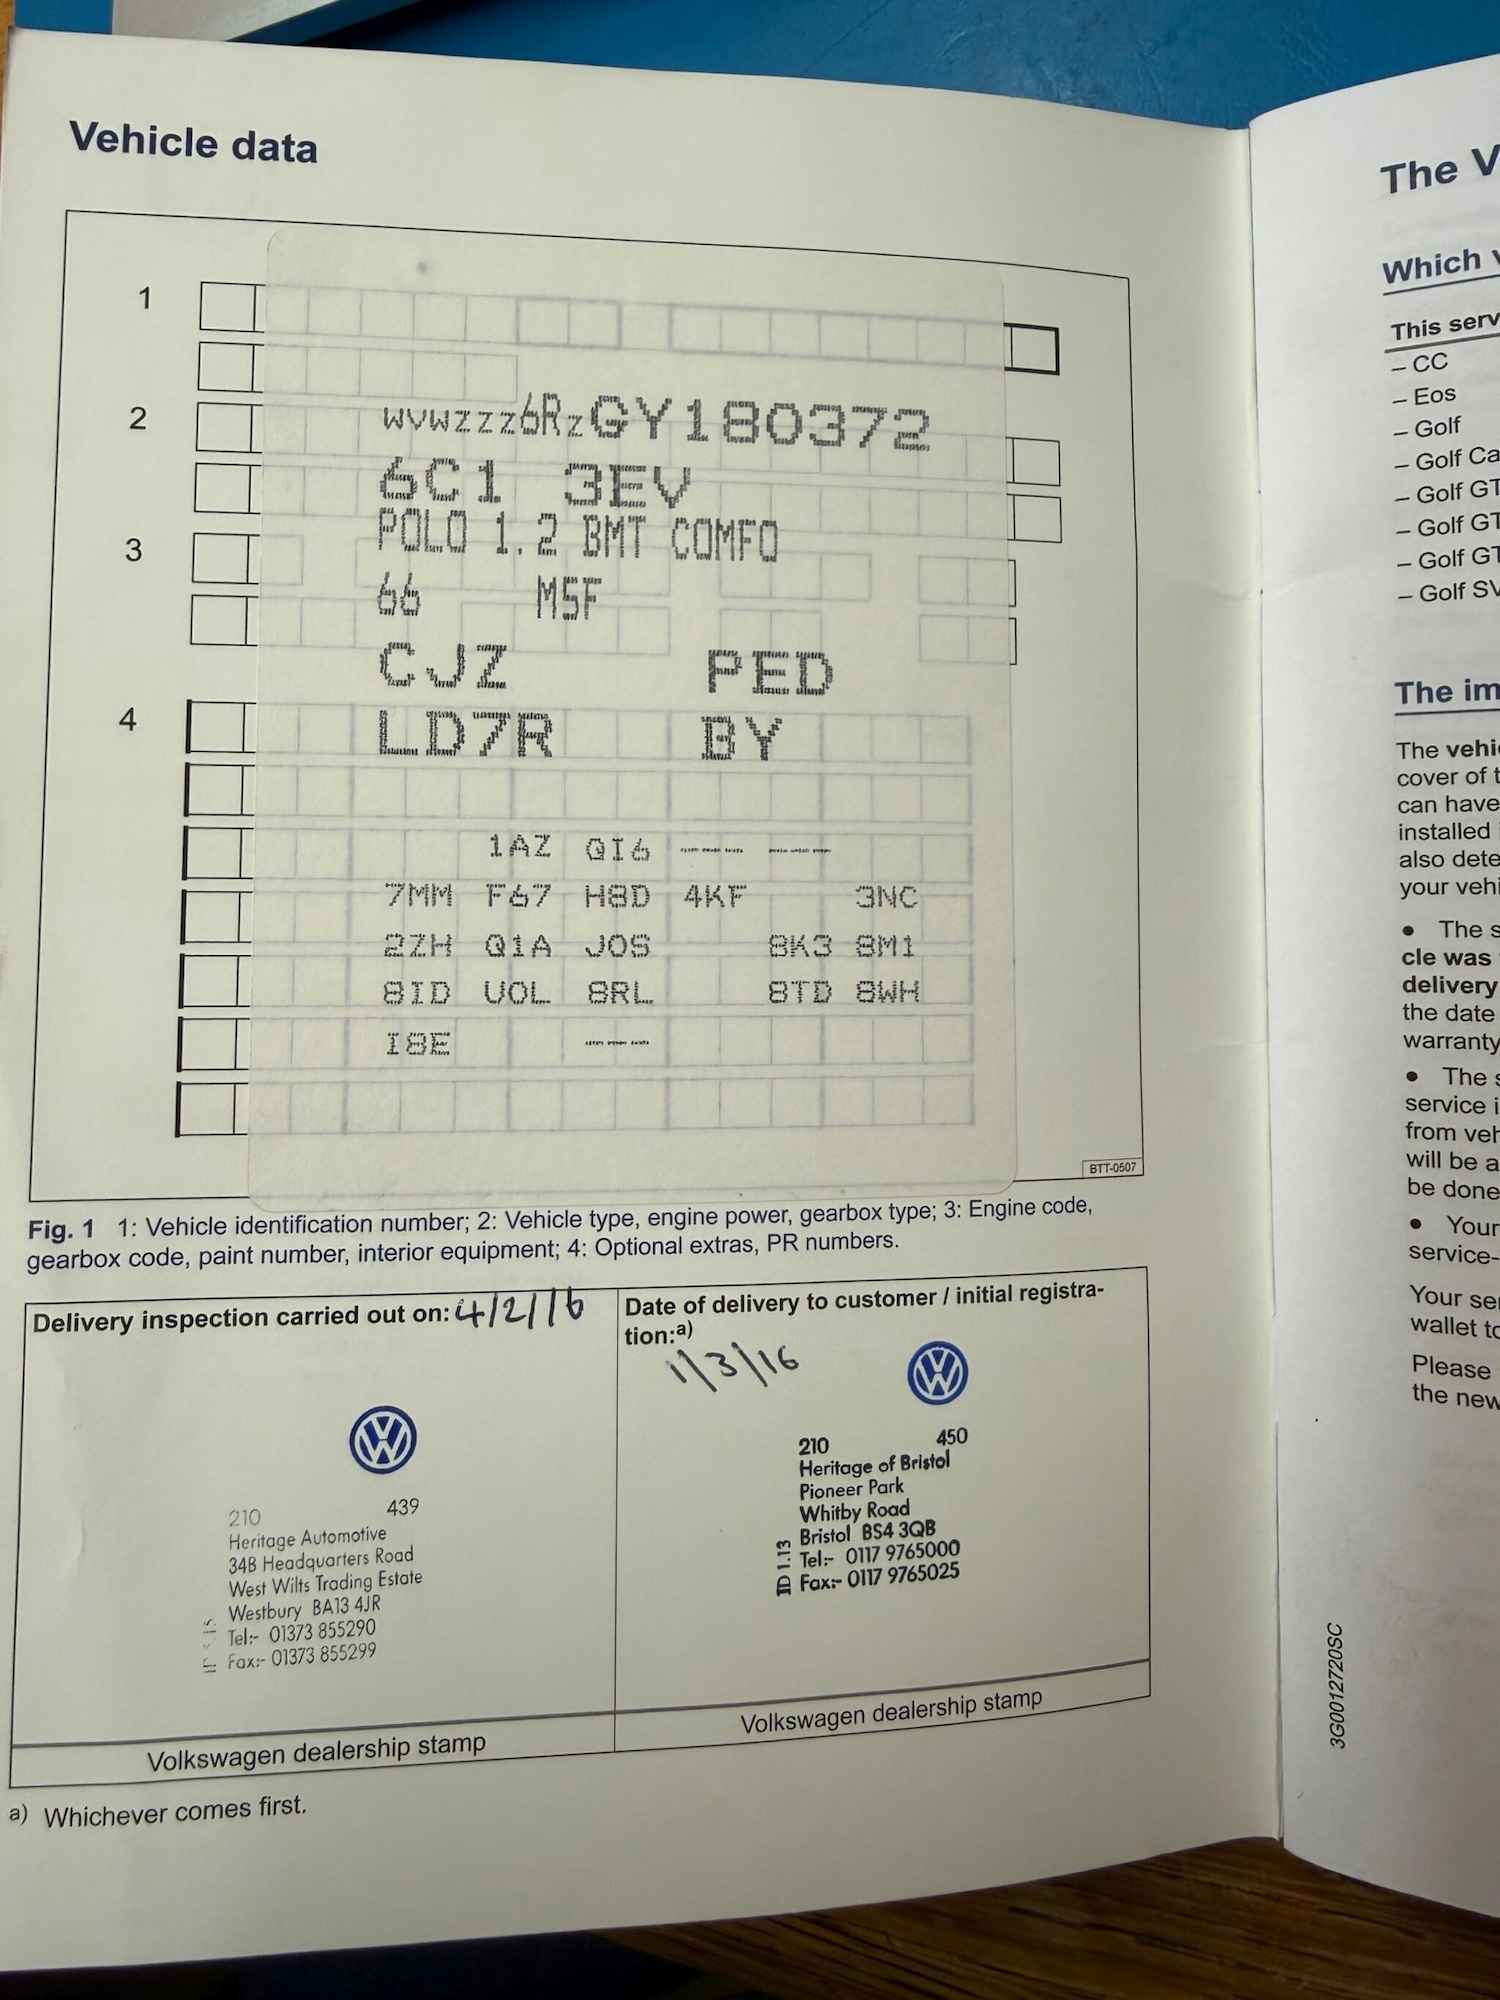 Vehicle data
1
2
3
4
WVWZZZ6RZGY180372
6C1 3EV
POLO 1.2 BMT COMFO
66 M5F
CJZ PED
LD7R BY
1AZ QI6 --- --- --- --- --- ---
7MM F67 H8D 4KF 3NC
2ZH Q1A J0S 8K3 8M1
8ID U0L 8RL 8TD 8WH
I8E --- --- ---
BTT-0507
Fig. 1 1: Vehicle identification number; 2: Vehicle type, engine power, gearbox type; 3: Engine code,
gearbox code, paint number, interior equipment; 4: Optional extras, PR numbers.
Delivery inspection carried out on: 4/2/16
210 439
Heritage Automotive
34B Headquarters Road
West Wilts Trading Estate
Westbury BA13 4JR
Tel:- 01373 855290
Fax:- 01373 855299
Volkswagen dealership stamp
Date of delivery to customer / initial registra-
tion:a)
1/3/16
210 450
Heritage of Bristol
Pioneer Park
Whitby Road
Bristol BS4 3QB
Tel:- 0117 9765000
Fax:- 0117 9765025
ID 1.13
Volkswagen dealership stamp
a) Whichever comes first.
The V
Which v
This serv
– CC
– Eos
– Golf
– Golf Ca
– Golf GT
– Golf GT
– Golf GT
– Golf SV
The im
The vehi
cover of t
can have
installed
also dete
your vehi
• The s
cle was
delivery
the date
warranty
• The s
service i
from veh
will be a
be done
• Your
service-
Your ser
wallet to
Please
the new
3G0012720SC